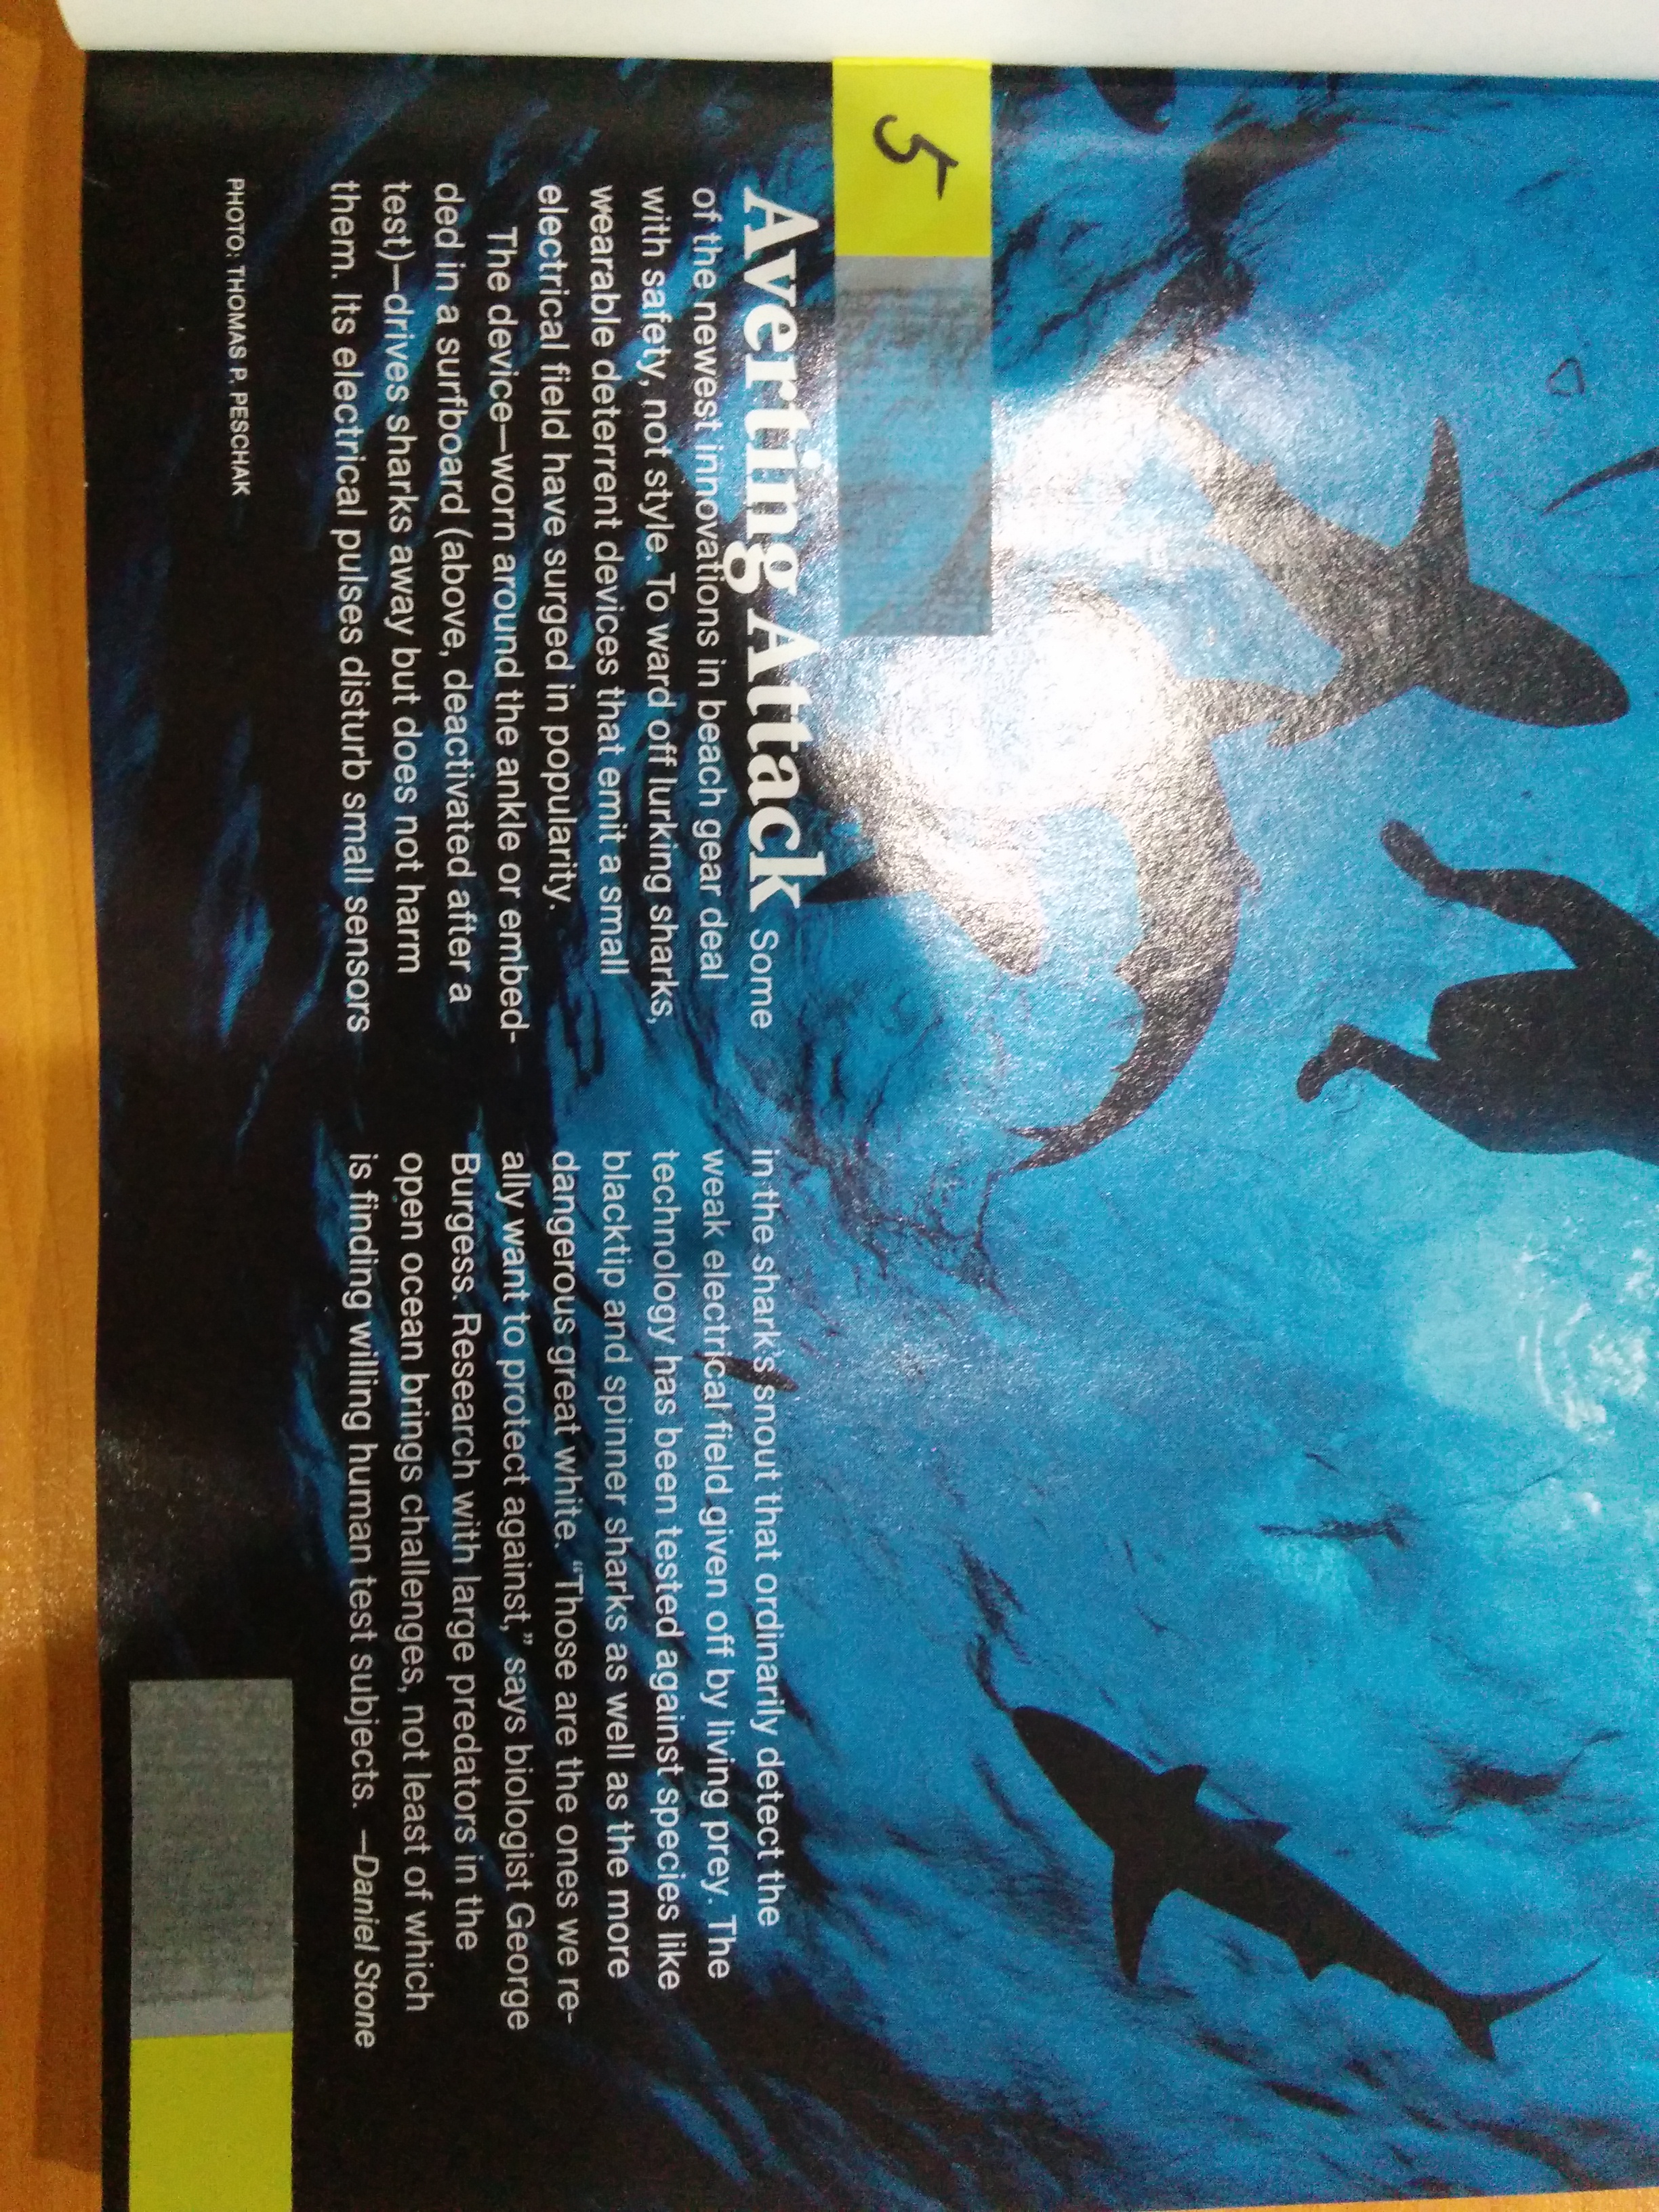 5
Averting Attack Some
of the newest innovations in beach gear deal
with safety, not style. To ward off lurking sharks,
wearable deterrent devices that emit a small
electrical field have surged in popularity.
The device—worn around the ankle or embed-
ded in a surfboard (above, deactivated after a
test)—drives sharks away but does not harm
them. Its electrical pulses disturb small sensors
in the shark's snout that ordinarily detect the
weak electrical field given off by living prey. The
technology has been tested against species like
blacktip and spinner sharks as well as the more
dangerous great white. “Those are the ones we re-
ally want to protect against,” says biologist George
Burgess. Research with large predators in the
open ocean brings challenges, not least of which
is finding willing human test subjects. —Daniel Stone
PHOTO: THOMAS P. PESCHAK